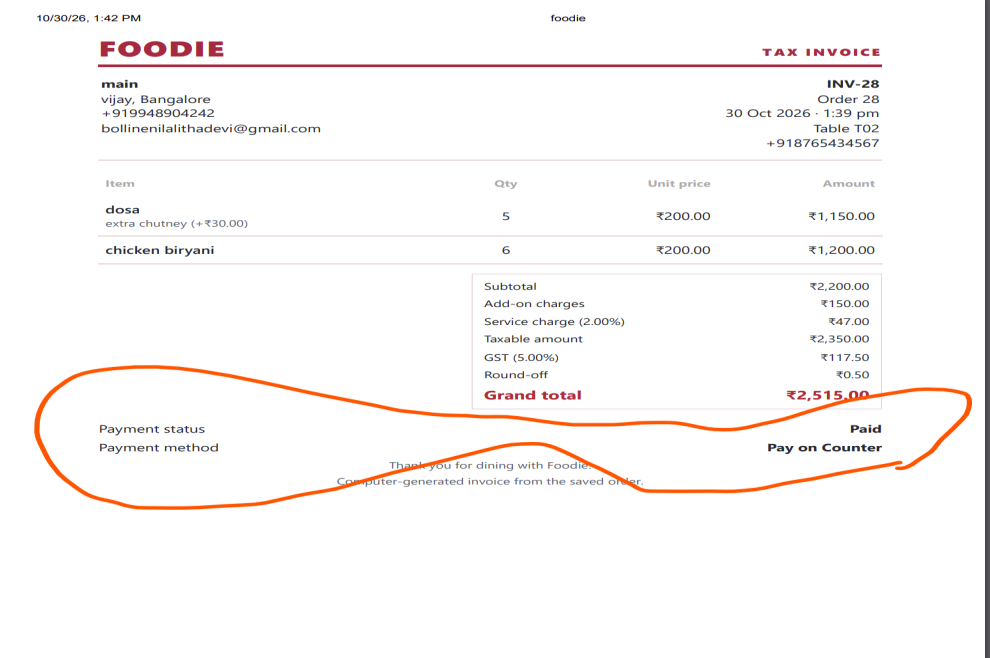 10/30/26, 1:42 PM foodie
FOODIE TAX INVOICE
main INV-28
vijay, Bangalore Order 28
+919948904242 30 Oct 2026 · 1:39 pm
bollinenilalithadevi@gmail.com Table T02
+918765434567
Item Qty Unit price Amount
dosa
extra chutney (+₹30.00) 5 ₹200.00 ₹1,150.00
chicken biryani 6 ₹200.00 ₹1,200.00
Subtotal ₹2,200.00
Add-on charges ₹150.00
Service charge (2.00%) ₹47.00
Taxable amount ₹2,350.00
GST (5.00%) ₹117.50
Round-off ₹0.50
Grand total ₹2,515.00
Payment status Paid
Payment method Pay on Counter
Thank you for dining with Foodie.
Computer-generated invoice from the saved order.